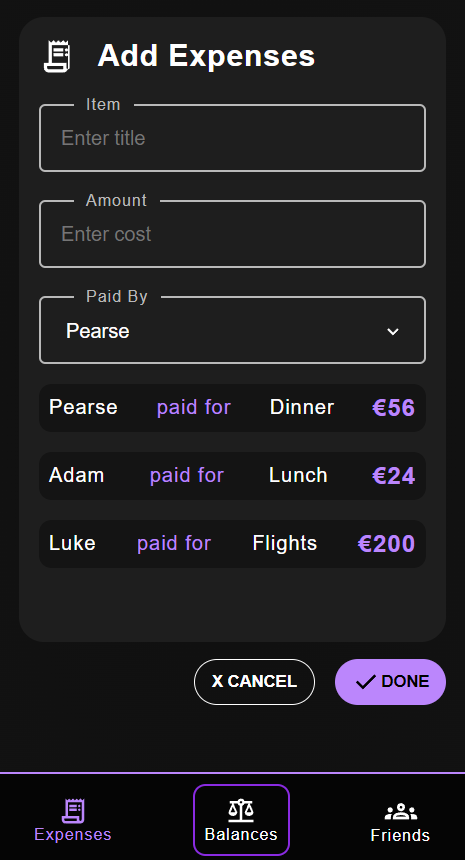 Add Expenses
Item
Enter title
Amount
Enter cost
Paid By
Pearse
Pearse paid for Dinner €56
Adam paid for Lunch €24
Luke paid for Flights €200
X CANCEL DONE
Expenses Balances Friends